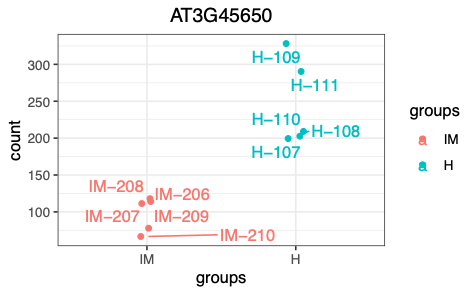 AT3G45650
count
300
250
200
150
100
H−109
H−111
H−110
H−108
H−107
IM−208
IM−206
IM−207
IM−209
IM−210
IM
H
groups
groups
a IM
a H